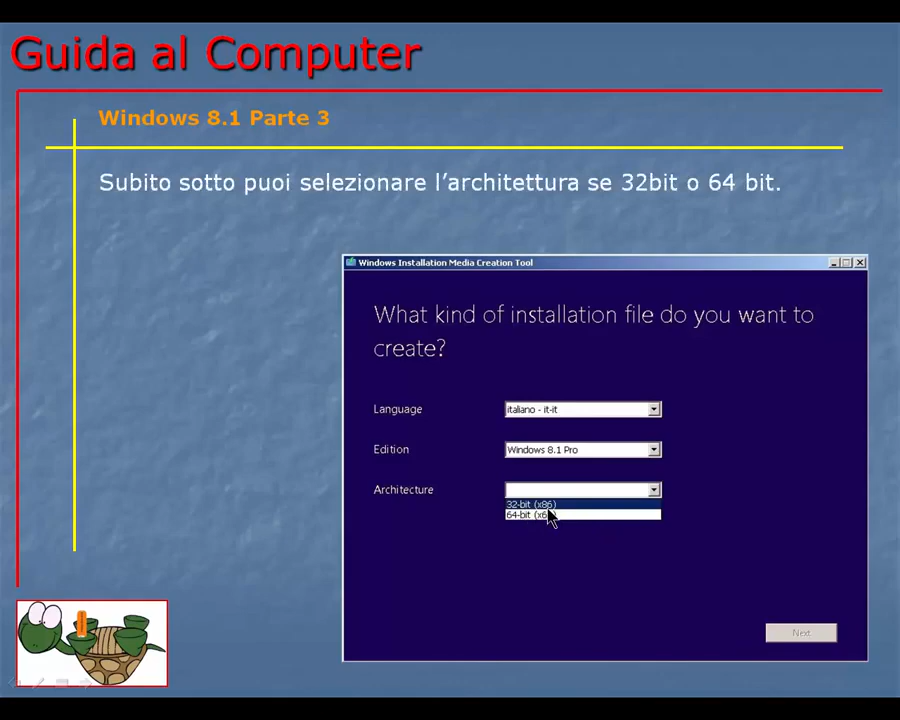 Guida al Computer
Windows 8.1 Parte 3
Subito sotto puoi selezionare l’architettura se 32bit o 64 bit.
Windows Installation Media Creation Tool
What kind of installation file do you want to
create?
Language
italiano - it-it
Edition
Windows 8.1 Pro
Architecture
32-bit (x86)
64-bit
Next